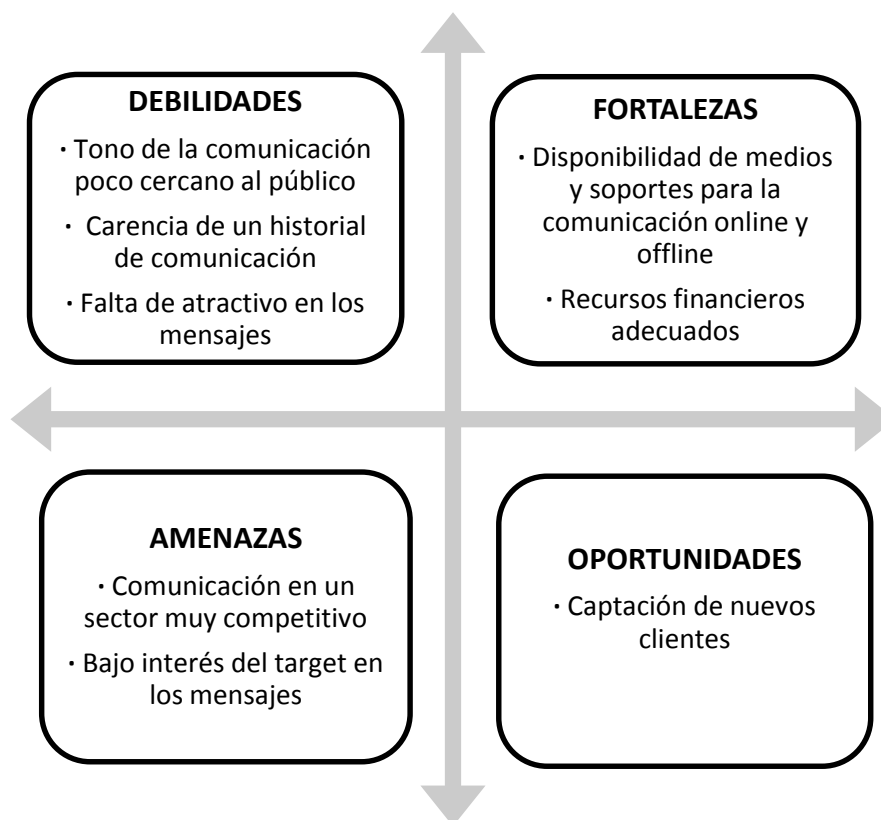 DEBILIDADES
· Tono de la comunicación
poco cercano al público
· Carencia de un historial
de comunicación
· Falta de atractivo en los
mensajes
FORTALEZAS
· Disponibilidad de medios
y soportes para la
comunicación online y
offline
· Recursos financieros
adecuados
AMENAZAS
· Comunicación en un
sector muy competitivo
· Bajo interés del target en
los mensajes
OPORTUNIDADES
· Captación de nuevos
clientes